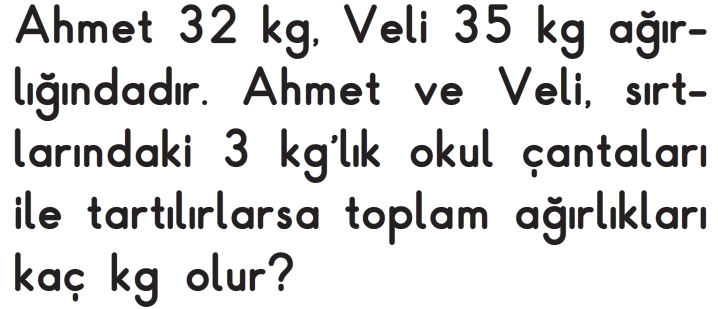 Ahmet 32 kg, Veli 35 kg ağır-
lığındadır. Ahmet ve Veli, sırt-
larındaki 3 kg'lık okul çantaları
ile tartılırlarsa toplam ağırlıkları
kaç kg olur?